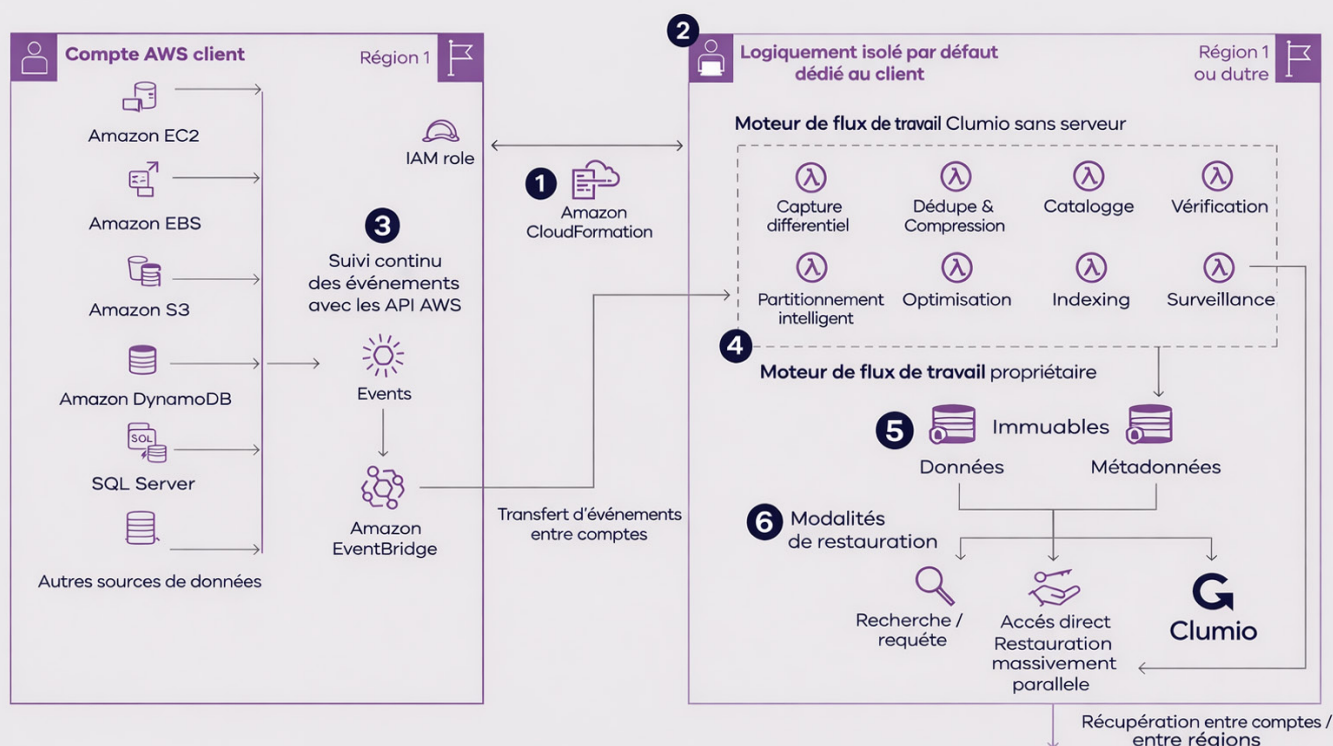 Compte AWS client
Région 1
Amazon EC2
Amazon EBS
Amazon S3
Amazon DynamoDB
SQL
SQL Server
Autres sources de données
IAM role
3
Suivi continu
des événements
avec les API AWS
Events
Amazon
EventBridge
1
Amazon
CloudFormation
Transfert d'événements
entre comptes
2
Logiquement isolé par défaut
dédié au client
Région 1
ou dutre
Moteur de flux de travail Clumio sans serveur
Capture
differentiel
Dédupe &
Compression
Catalogge
Vérification
Partitionnement
intelligent
Optimisation
Indexing
Surveillance
4
Moteur de flux de travail propriétaire
5
Immuables
Données
Métadonnées
6 Modalités
de restauration
Recherche /
requéte
Accés direct
Restauration
massivement
parallele
Clumio
Récupération entre comptes /
entre régions